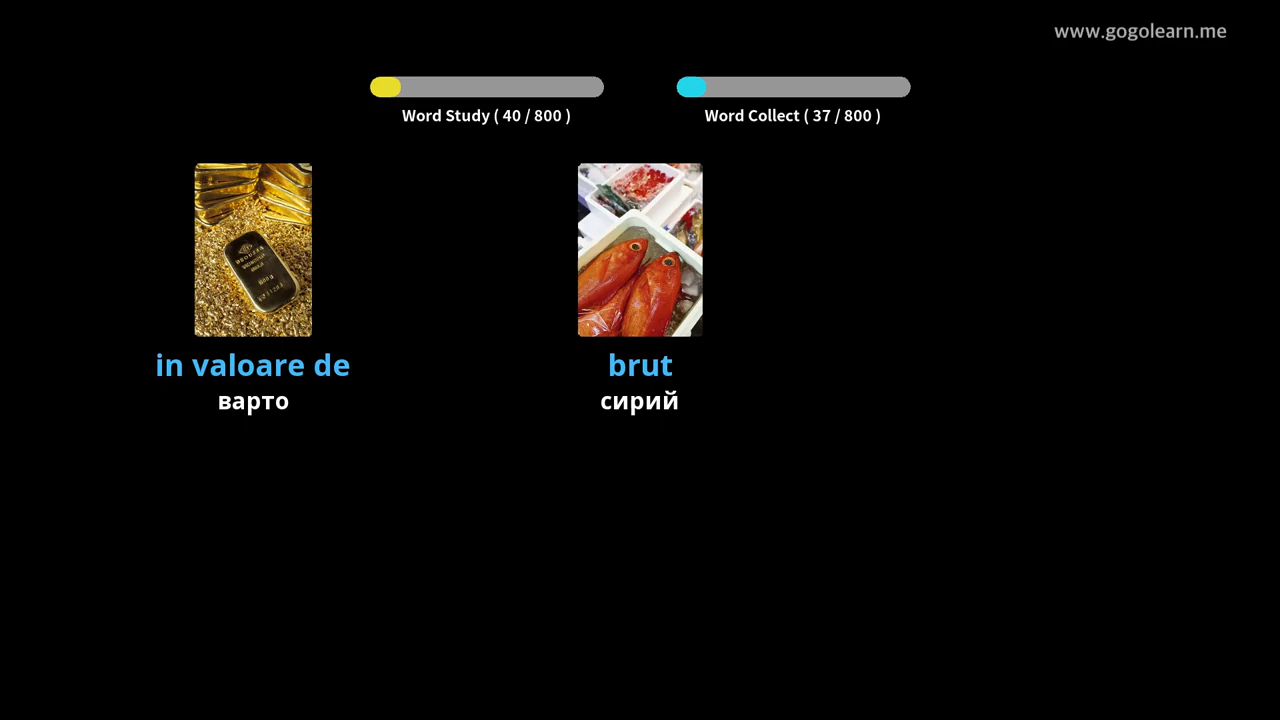 www.gogolearn.me
Word Study ( 40 / 800 )
Word Collect ( 37 / 800 )
in valoare de
варто
brut
сирий